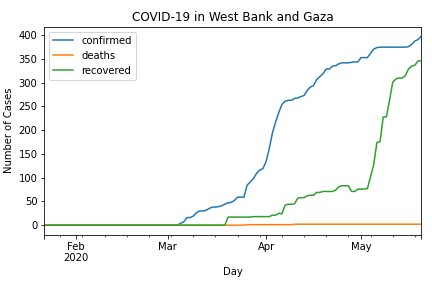 COVID-19 in West Bank and Gaza
confirmed
deaths
recovered
Number of Cases
400
350
300
250
200
150
100
50
0
Feb
2020
Mar
Apr
May
Day